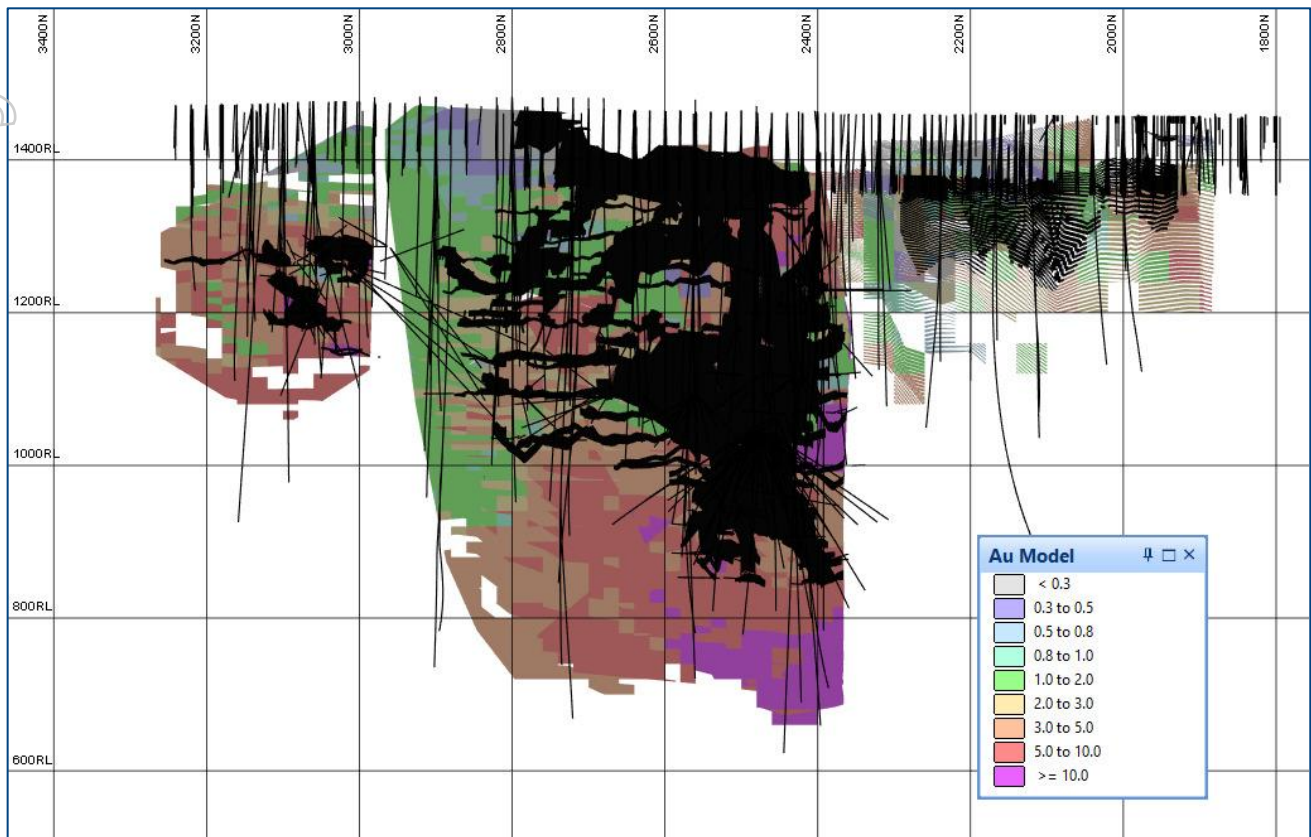 3400N
3200N
3000N
2800N
2600N
2400N
2200N
2000N
1800N
1400RL
1200RL
1000RL
800RL
600RL
Au Model
< 0.3
0.3 to 0.5
0.5 to 0.8
0.8 to 1.0
1.0 to 2.0
2.0 to 3.0
3.0 to 5.0
5.0 to 10.0
>= 10.0